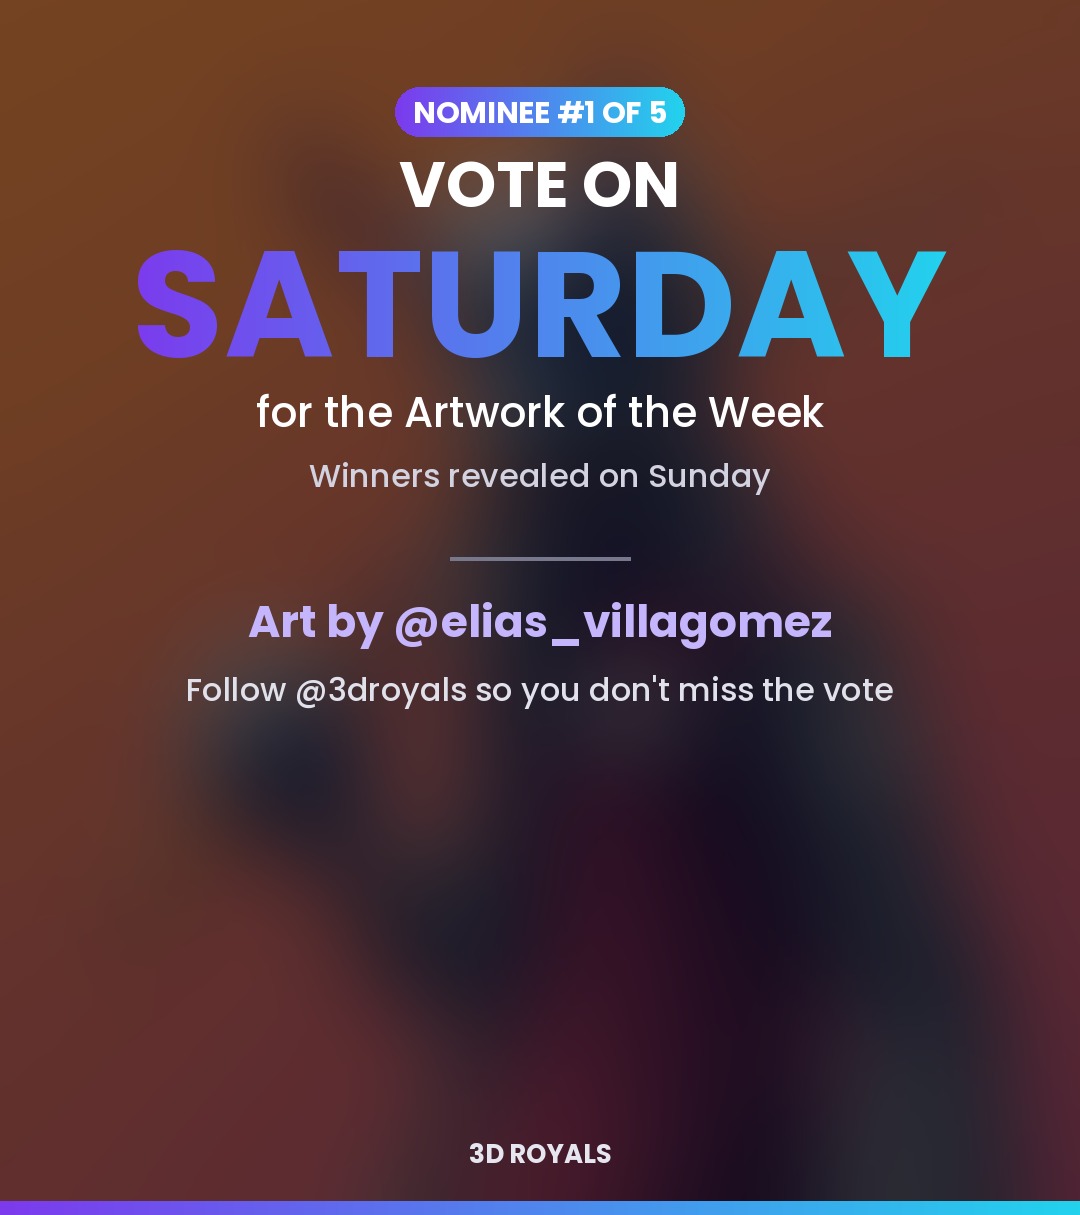 NOMINEE #1 OF 5
VOTE ON
SATURDAY
for the Artwork of the Week
Winners revealed on Sunday
Art by @elias_villagomez
Follow @3droyals so you don't miss the vote
3D ROYALS